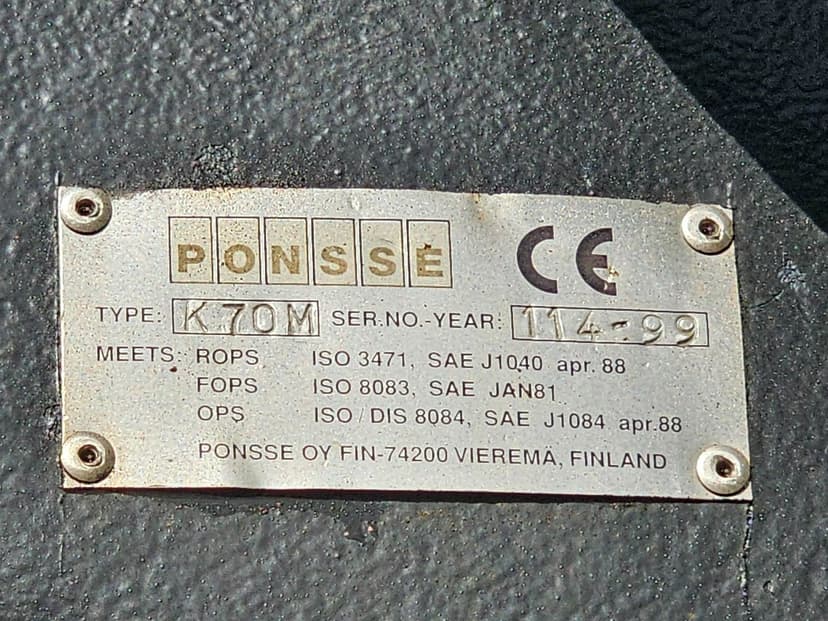 PONSSE CE
TYPE: K70M SER.NO.-YEAR: 114-99
MEETS: ROPS ISO 3471, SAE J1040 apr. 88
FOPS ISO 8083, SAE JAN81
OPS ISO/DIS 8084, SAE J1084 apr.88
PONSSE OY FIN-74200 VIEREMÄ, FINLAND